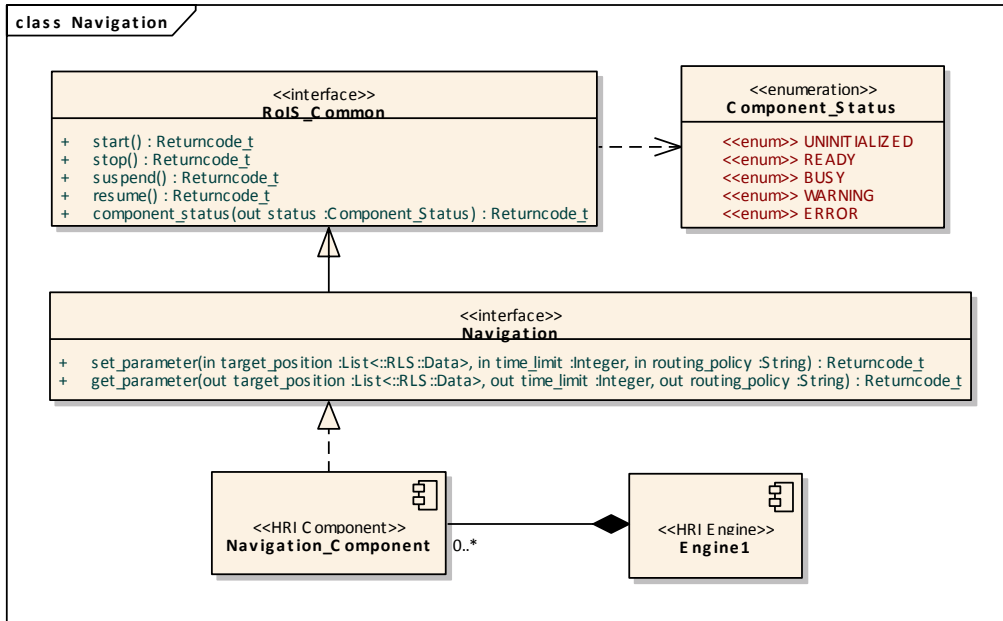 class Navigation
<<interface>>
RoIS_Common
+ start() : Returncode_t
+ stop() : Returncode_t
+ suspend() : Returncode_t
+ resume() : Returncode_t
+ component_status(out status :Component_Status) : Returncode_t
<<enumeration>>
Component_Status
<<enum>> UNINITIALIZED
<<enum>> READY
<<enum>> BUSY
<<enum>> WARNING
<<enum>> ERROR
<<interface>>
Navigation
+ set_parameter(in target_position :List<::RLS::Data>, in time_limit :Integer, in routing_policy :String) : Returncode_t
+ get_parameter(out target_position :List<::RLS::Data>, out time_limit :Integer, out routing_policy :String) : Returncode_t
<<HRI Component>>
Navigation_Component
0..*
<<HRI Engine>>
Engine1